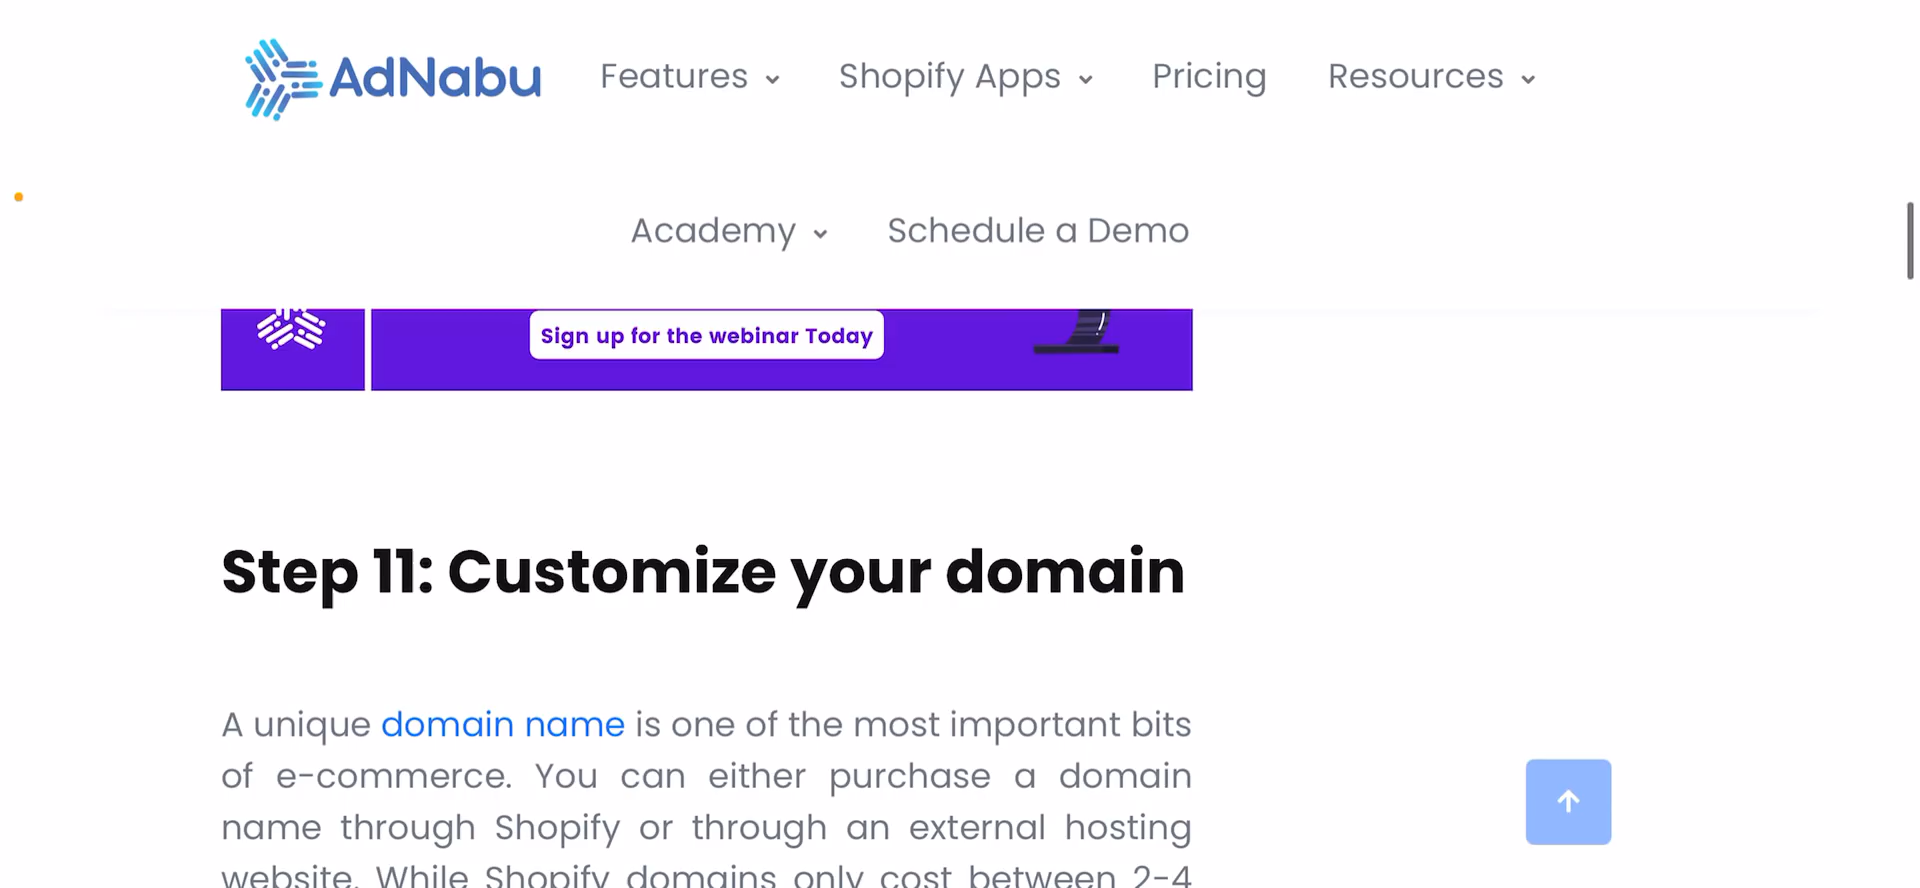 AdNabu Features Shopify Apps Pricing Resources
Academy Schedule a Demo
Sign up for the webinar Today
Step 11: Customize your domain
A unique domain name is one of the most important bits
of e-commerce. You can either purchase a domain
name through Shopify or through an external hosting
website. While Shopify domains only cost between 2-4